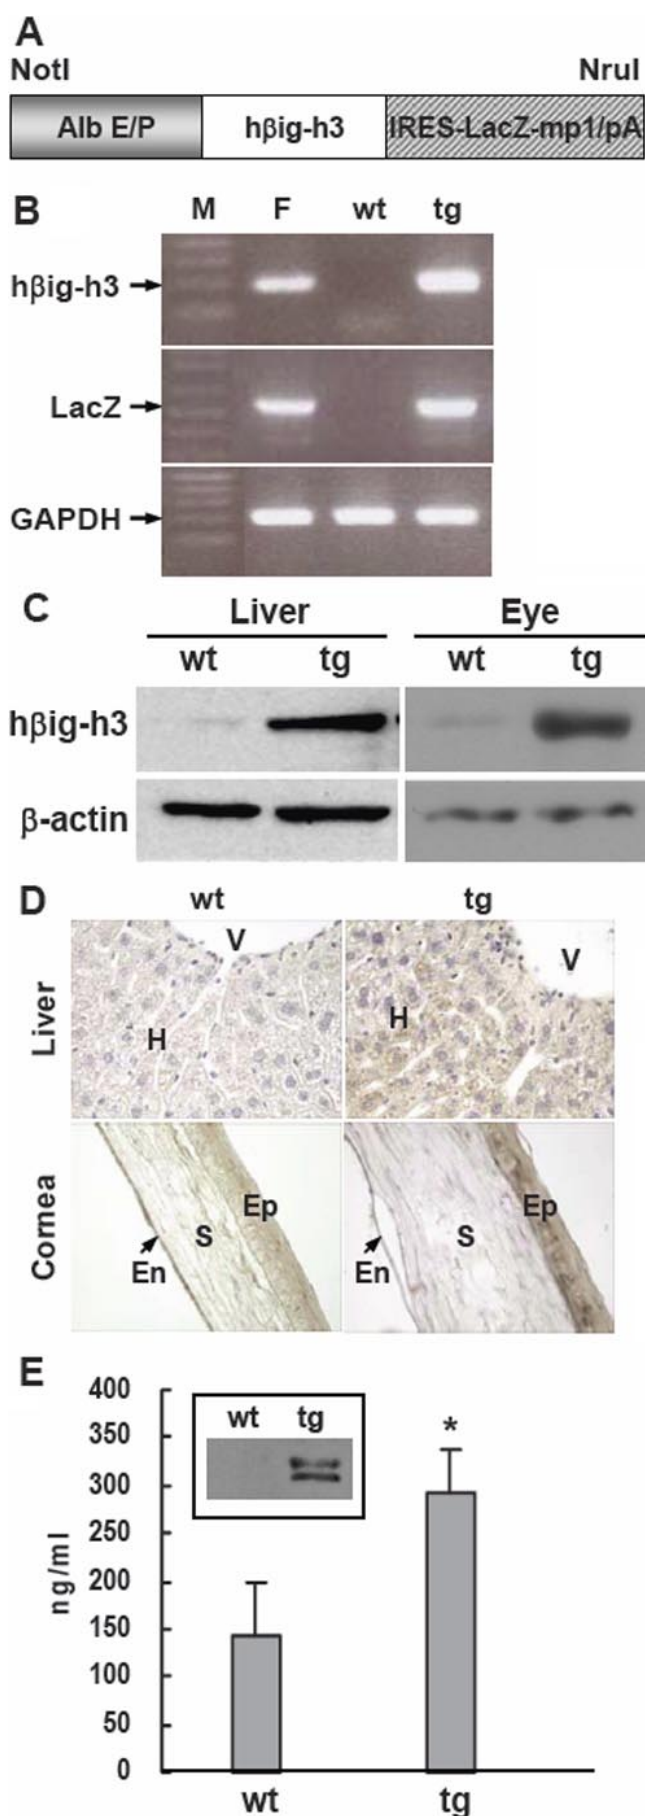 A
NotI NruI
Alb E/P hβig-h3 IRES-LacZ-mp1/pA
B M F wt tg
hβig-h3
LacZ
GAPDH
C Liver Eye
wt tg wt tg
hβig-h3
β-actin
D wt tg
Liver
V V
H H
Cornea
Ep Ep
S S
En En
E
400
350
300
250
200
150
100
50
0
ng/ml
wt tg
*
wt tg